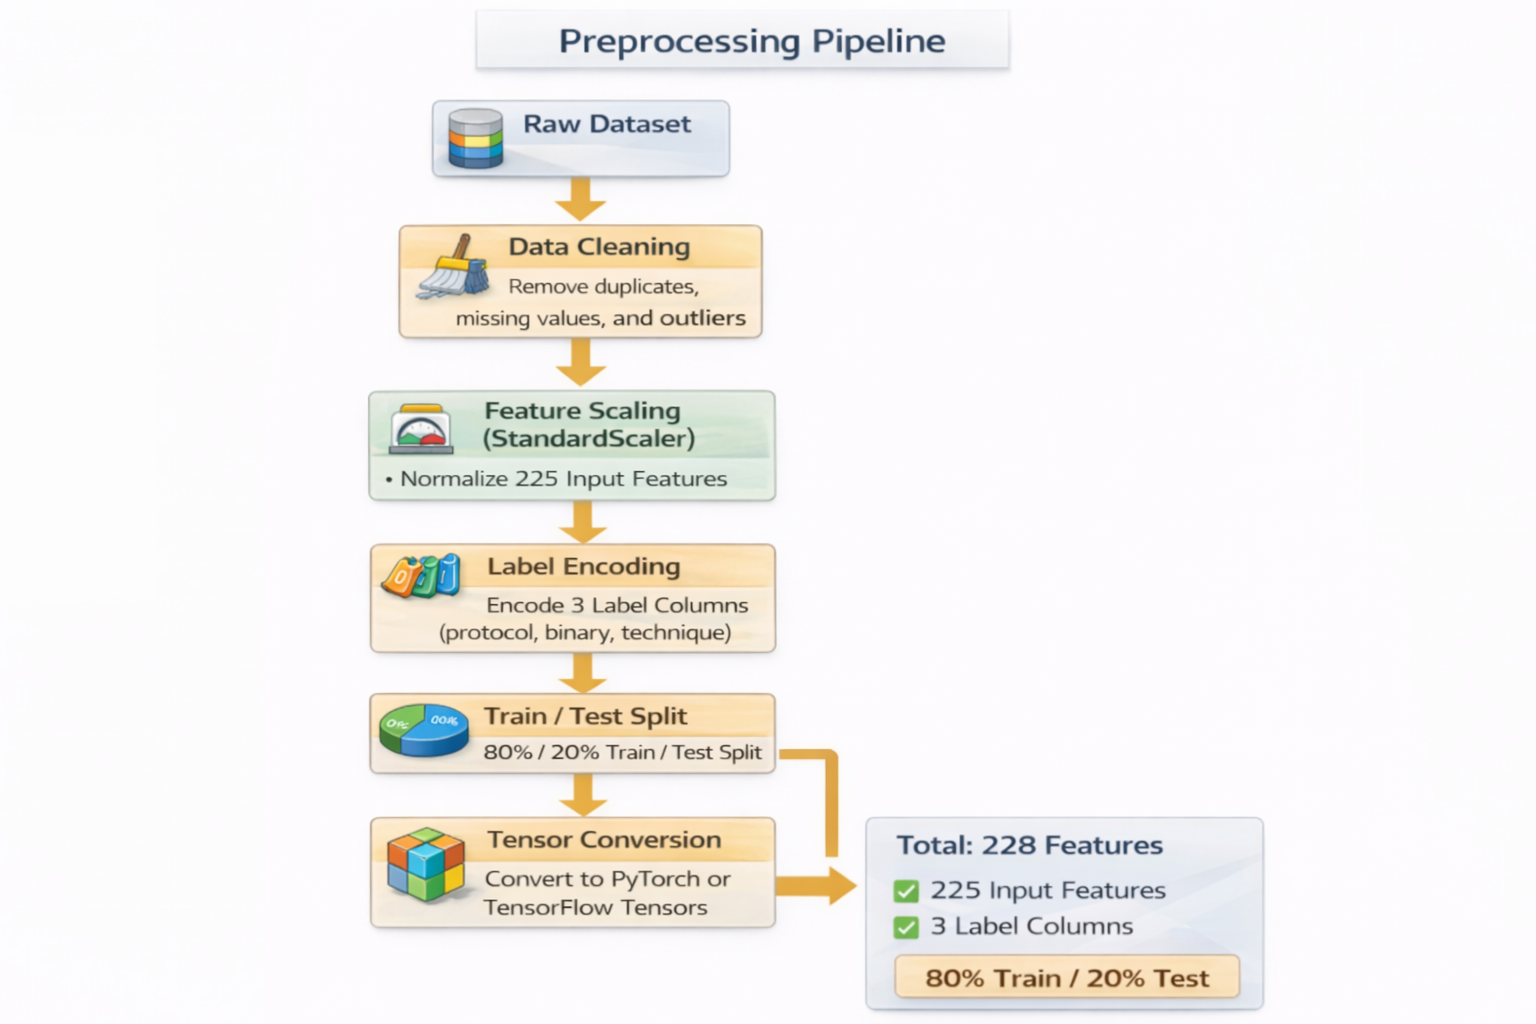 Preprocessing Pipeline
Raw Dataset
Data Cleaning
Remove duplicates,
missing values, and outliers
Feature Scaling
(StandardScaler)
• Normalize 225 Input Features
Label Encoding
Encode 3 Label Columns
(protocol, binary, technique)
Train / Test Split
80% / 20% Train / Test Split
Tensor Conversion
Convert to PyTorch or
TensorFlow Tensors
Total: 228 Features
225 Input Features
3 Label Columns
80% Train / 20% Test